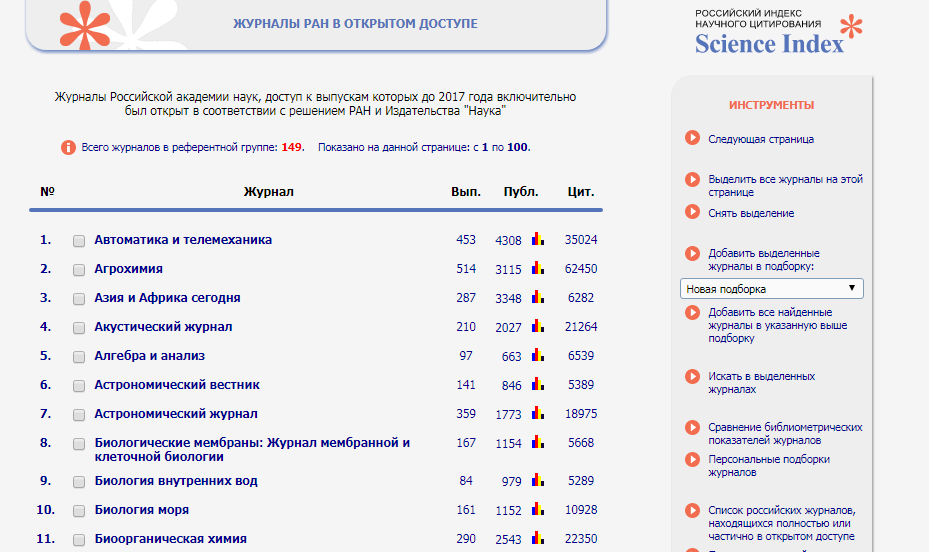 ЖУРНАЛЫ РАН В ОТКРЫТОМ ДОСТУПЕ
Журналы Российской академии наук, доступ к выпускам которых до 2017 года включительно
был открыт в соответствии с решением РАН и Издательства "Наука"
Всего журналов в референтной группе: 149. Показано на данной странице: с 1 по 100.
№ Журнал Вып. Публ. Цит.
1. Автоматика и телемеханика 453 4308 35024
2. Агрохимия 514 3115 62450
3. Азия и Африка сегодня 287 3348 6282
4. Акустический журнал 210 2027 21264
5. Алгебра и анализ 97 663 6539
6. Астрономический вестник 141 846 5389
7. Астрономический журнал 359 1773 18975
8. Биологические мембраны: Журнал мембранной и 167 1154 5668
клеточной биологии
9. Биология внутренних вод 84 979 5289
10. Биология моря 161 1152 10928
11. Биоорганическая химия 290 2543 22350
РОССИЙСКИЙ ИНДЕКС
НАУЧНОГО ЦИТИРОВАНИЯ
Science Index
ИНСТРУМЕНТЫ
Следующая страница
Выделить все журналы на этой
странице
Снять выделение
Добавить выделенные
журналы в подборку:
Новая подборка
Добавить все найденные
журналы в указанную выше
подборку
Искать в выделенных
журналах
Сравнение библиометрических
показателей журналов
Персональные подборки
журналов
Список российских журналов,
находящихся полностью или
частично в открытом доступе